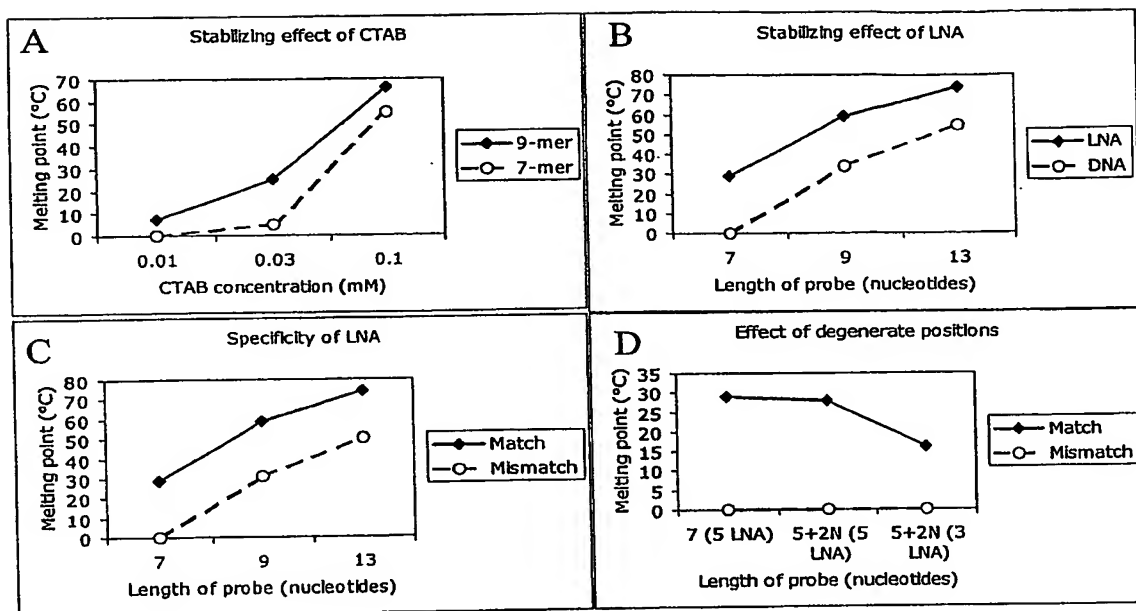 A
Stabilizing effect of CTAB
Melting point (°C)
70
60
50
40
30
20
10
0
0.01 0.03 0.1
CTAB concentration (mM)
9-mer
7-mer
B
Stabilizing effect of LNA
Melting point (°C)
80
70
60
50
40
30
20
10
0
7 9 13
Length of probe (nucleotides)
LNA
DNA
C
Specificity of LNA
Melting point (°C)
80
70
60
50
40
30
20
10
0
7 9 13
Length of probe (nucleotides)
Match
Mismatch
D
Effect of degenerate positions
Melting point (°C)
35
30
25
20
15
10
5
0
7 (5 LNA) 5+2N (5 5+2N (3
LNA) LNA)
Length of probe (nucleotides)
Match
Mismatch